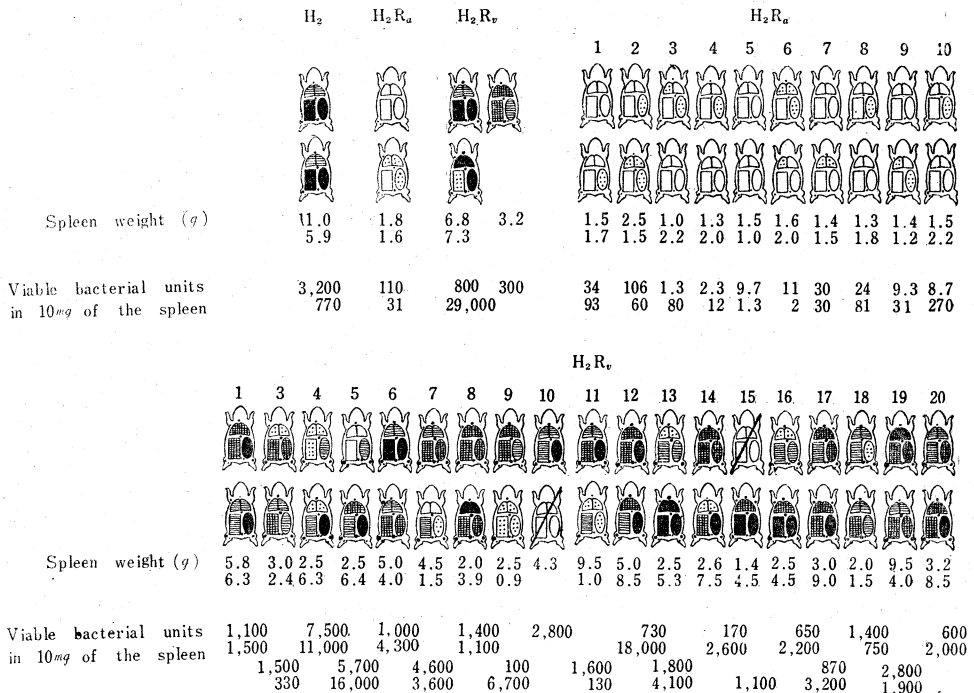 H₂ H₂Rₐ H₂Rᵥ H₂Rₐ
1 2 3 4 5 6 7 8 9 10
Spleen weight (g) 11.0 1.8 6.8 3.2 1.5 2.5 1.0 1.3 1.5 1.6 1.4 1.3 1.4 1.5
5.9 1.6 7.3 1.7 1.5 2.2 2.0 1.0 2.0 1.5 1.8 1.2 2.2
Viable bacterial units 3,200 110 800 300 34 106 1.3 2.3 9.7 11 30 24 9.3 8.7
in 10mg of the spleen 770 31 29,000 93 60 80 12 1.3 2 30 81 31 270
H₂Rᵥ
1 3 4 5 6 7 8 9 10 11 12 13 14 15 16 17 18 19 20
Spleen weight (g) 5.8 3.0 2.5 2.5 5.0 4.5 2.0 2.5 4.3 9.5 5.0 2.5 2.6 1.4 2.5 3.0 2.0 9.5 3.2
6.3 2.4 6.3 6.4 4.0 1.5 3.9 0.9 1.0 8.5 5.3 7.5 4.5 4.5 9.0 1.5 4.0 8.5
Viable bacterial units 1,100 7,500 1,000 1,400 2,800 730 170 650 1,400 600
in 10mg of the spleen 1,500 11,000 4,300 1,100 18,000 2,600 2,200 750 2,000
1,500 5,700 4,600 100 1,600 1,800 870 2,800
330 16,000 3,600 6,700 130 4,100 1,100 3,200 1,900